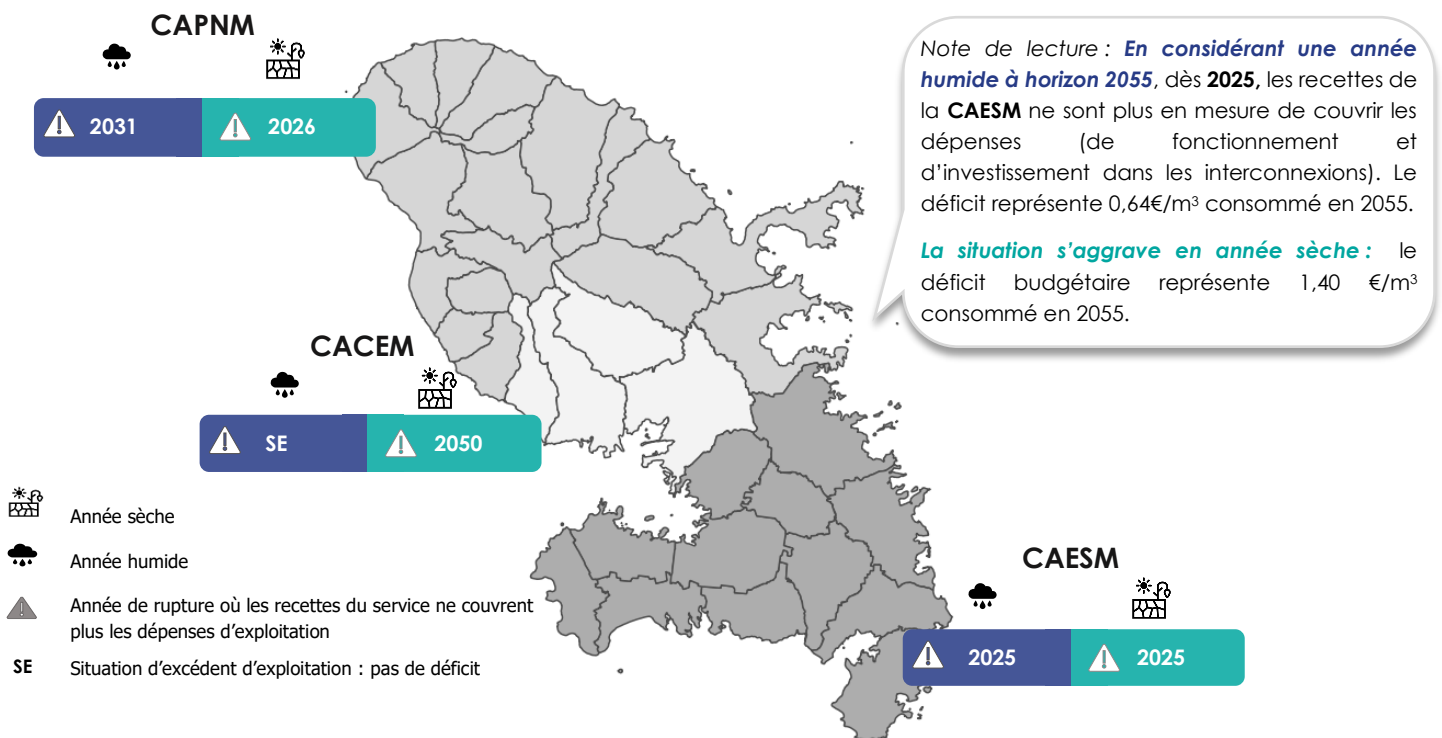 CAPNM
2031
2026
Note de lecture : En considérant une année
humide à horizon 2055, dès 2025, les recettes de
la CAESM ne sont plus en mesure de couvrir les
dépenses (de fonctionnement et
d'investissement dans les interconnexions). Le
déficit représente 0,64€/m³ consommé en 2055.
La situation s'aggrave en année sèche : le
déficit budgétaire représente 1,40 €/m³
consommé en 2055.
CACEM
SE
2050
Année sèche
Année humide
Année de rupture où les recettes du service ne couvrent
plus les dépenses d'exploitation
SE Situation d'excédent d'exploitation : pas de déficit
CAESM
2025
2025